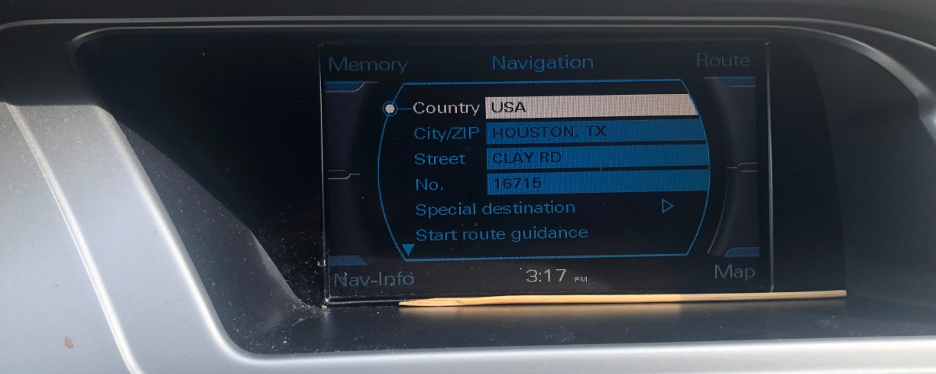 Memory Navigation Route
Country USA
City/ZIP HOUSTON, TX
Street CLAY RD
No. 16715
Special destination
Start route guidance
Nav-Info 3:17 PM Map